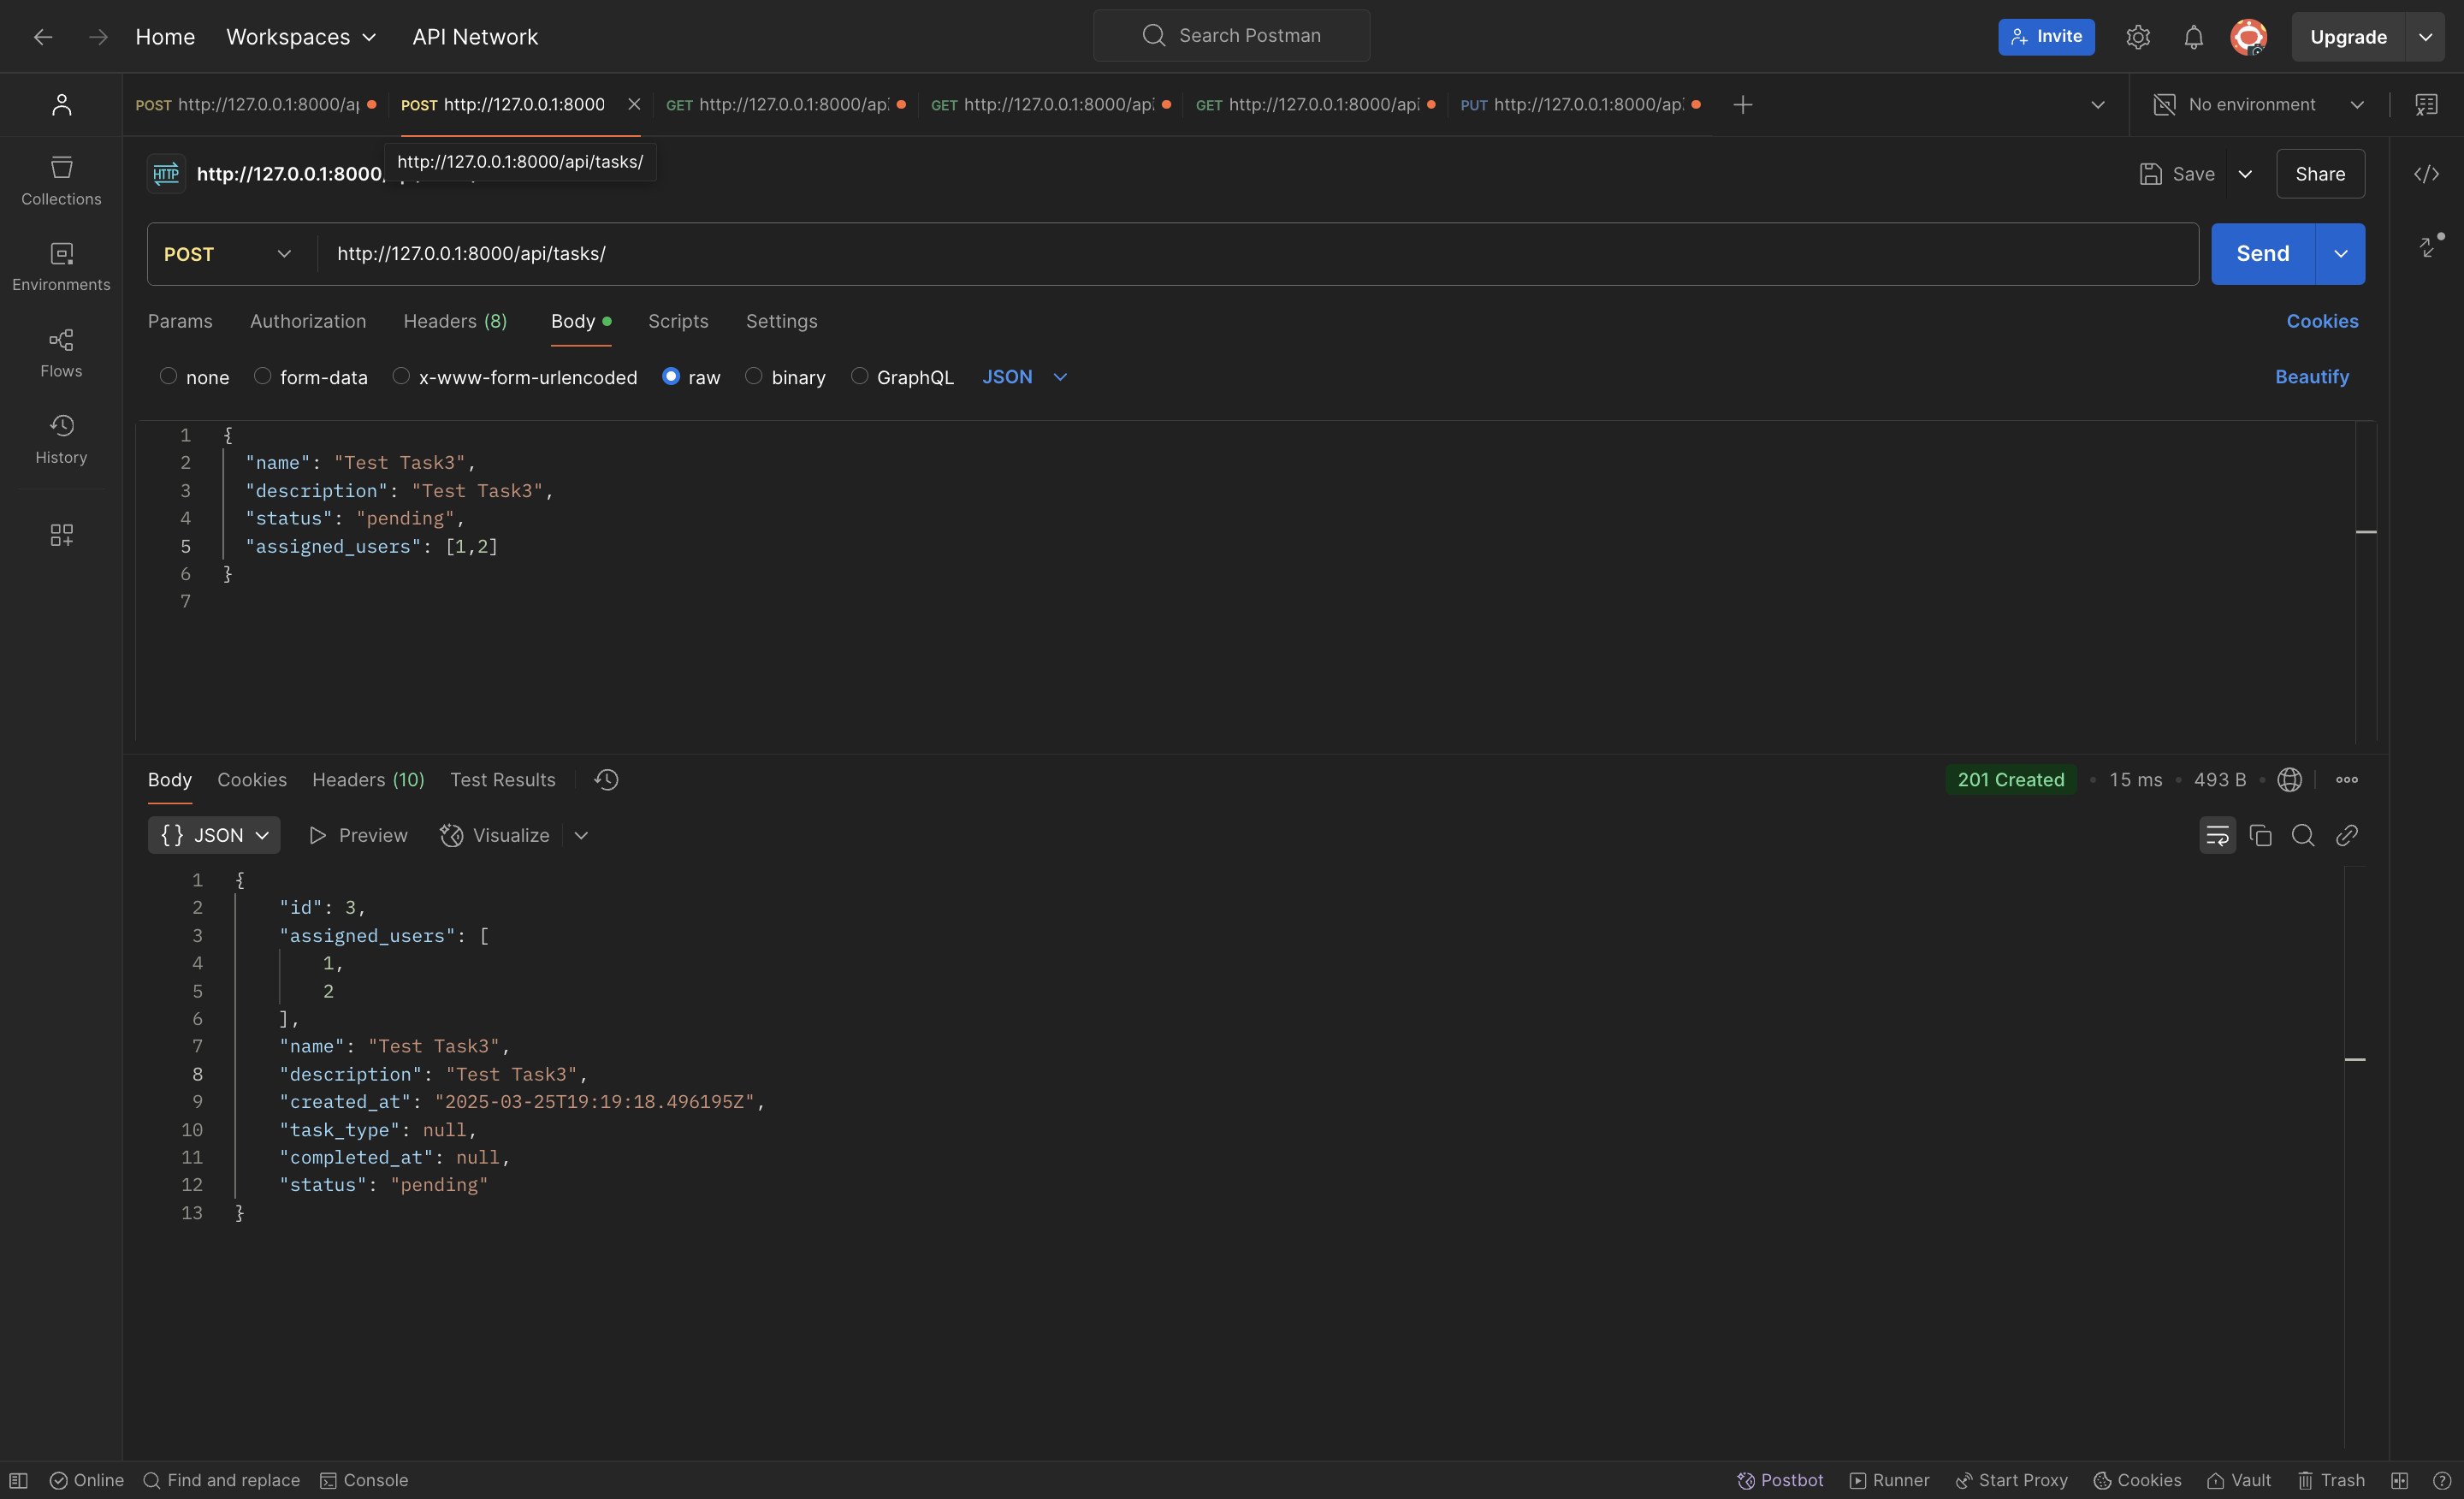 Home Workspaces API Network Search Postman Invite Upgrade
POST http://127.0.0.1:8000/a POST http://127.0.0.1:8000 GET http://127.0.0.1:8000/api GET http://127.0.0.1:8000/api GET http://127.0.0.1:8000/api PUT http://127.0.0.1:8000/ap No environment
http://127.0.0.1:8000/api/tasks/
HTTP http://127.0.0.1:8000/ Save Share
Collections
Environments
Flows
History
POST http://127.0.0.1:8000/api/tasks/ Send
Params Authorization Headers (8) Body Scripts Settings Cookies
none form-data x-www-form-urlencoded raw binary GraphQL JSON Beautify
1 {
2 "name": "Test Task3",
3 "description": "Test Task3",
4 "status": "pending",
5 "assigned_users": [1,2]
6 }
7
Body Cookies Headers (10) Test Results 201 Created • 15 ms • 493 B •
{} JSON Preview Visualize
1 {
2 "id": 3,
3 "assigned_users": [
4 1,
5 2
6 ],
7 "name": "Test Task3",
8 "description": "Test Task3",
9 "created_at": "2025-03-25T19:19:18.496195Z",
10 "task_type": null,
11 "completed_at": null,
12 "status": "pending"
13 }
Online Find and replace Console Postbot Runner Start Proxy Cookies Vault Trash